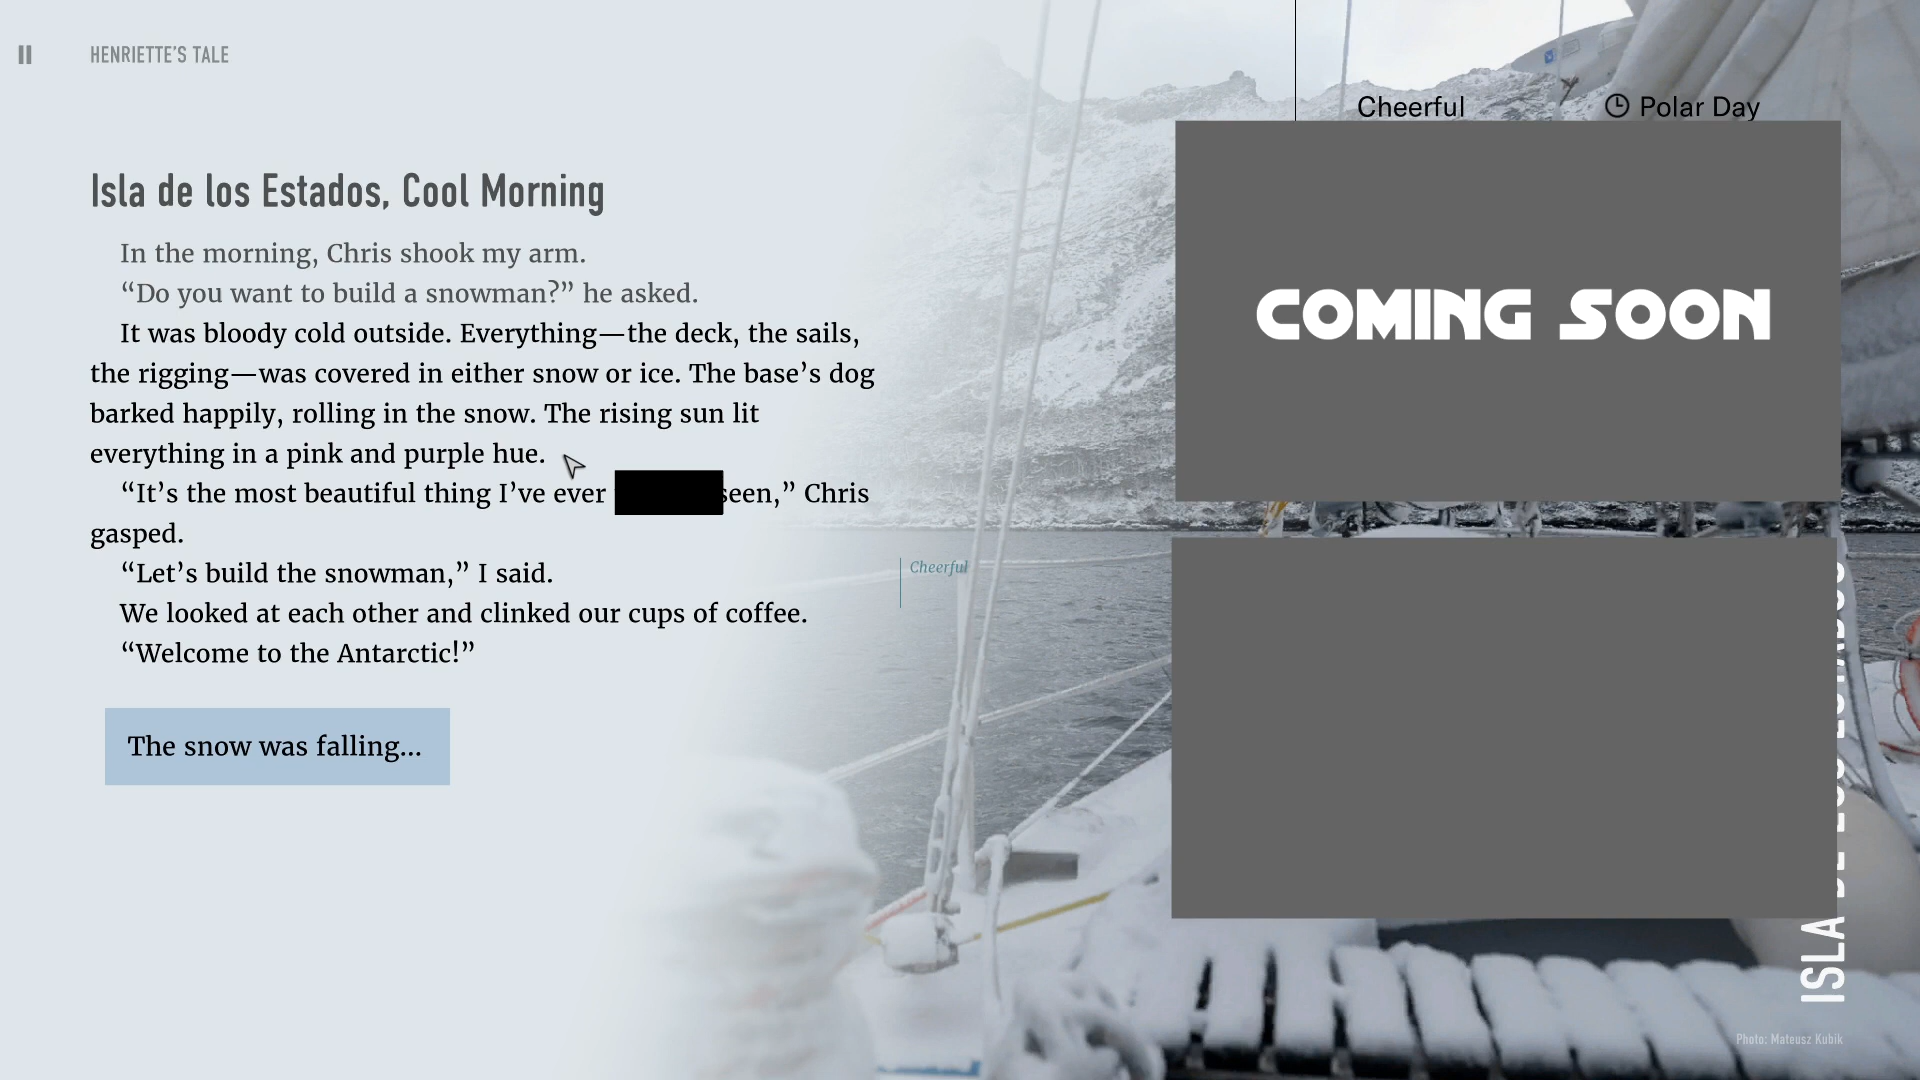 HENRIETTE’S TALE
Cheerful
Polar Day
Isla de los Estados, Cool Morning
In the morning, Chris shook my arm.
“Do you want to build a snowman?” he asked.
It was bloody cold outside. Everything—the deck, the sails,
the rigging—was covered in either snow or ice. The base’s dog
barked happily, rolling in the snow. The rising sun lit
everything in a pink and purple hue.
“It’s the most beautiful thing I’ve ever seen,” Chris
gasped.
“Let’s build the snowman,” I said.
We looked at each other and clinked our cups of coffee.
“Welcome to the Antarctic!”
The snow was falling...
Cheerful
COMING SOON
ISLA
Photo: Mateusz Kubik